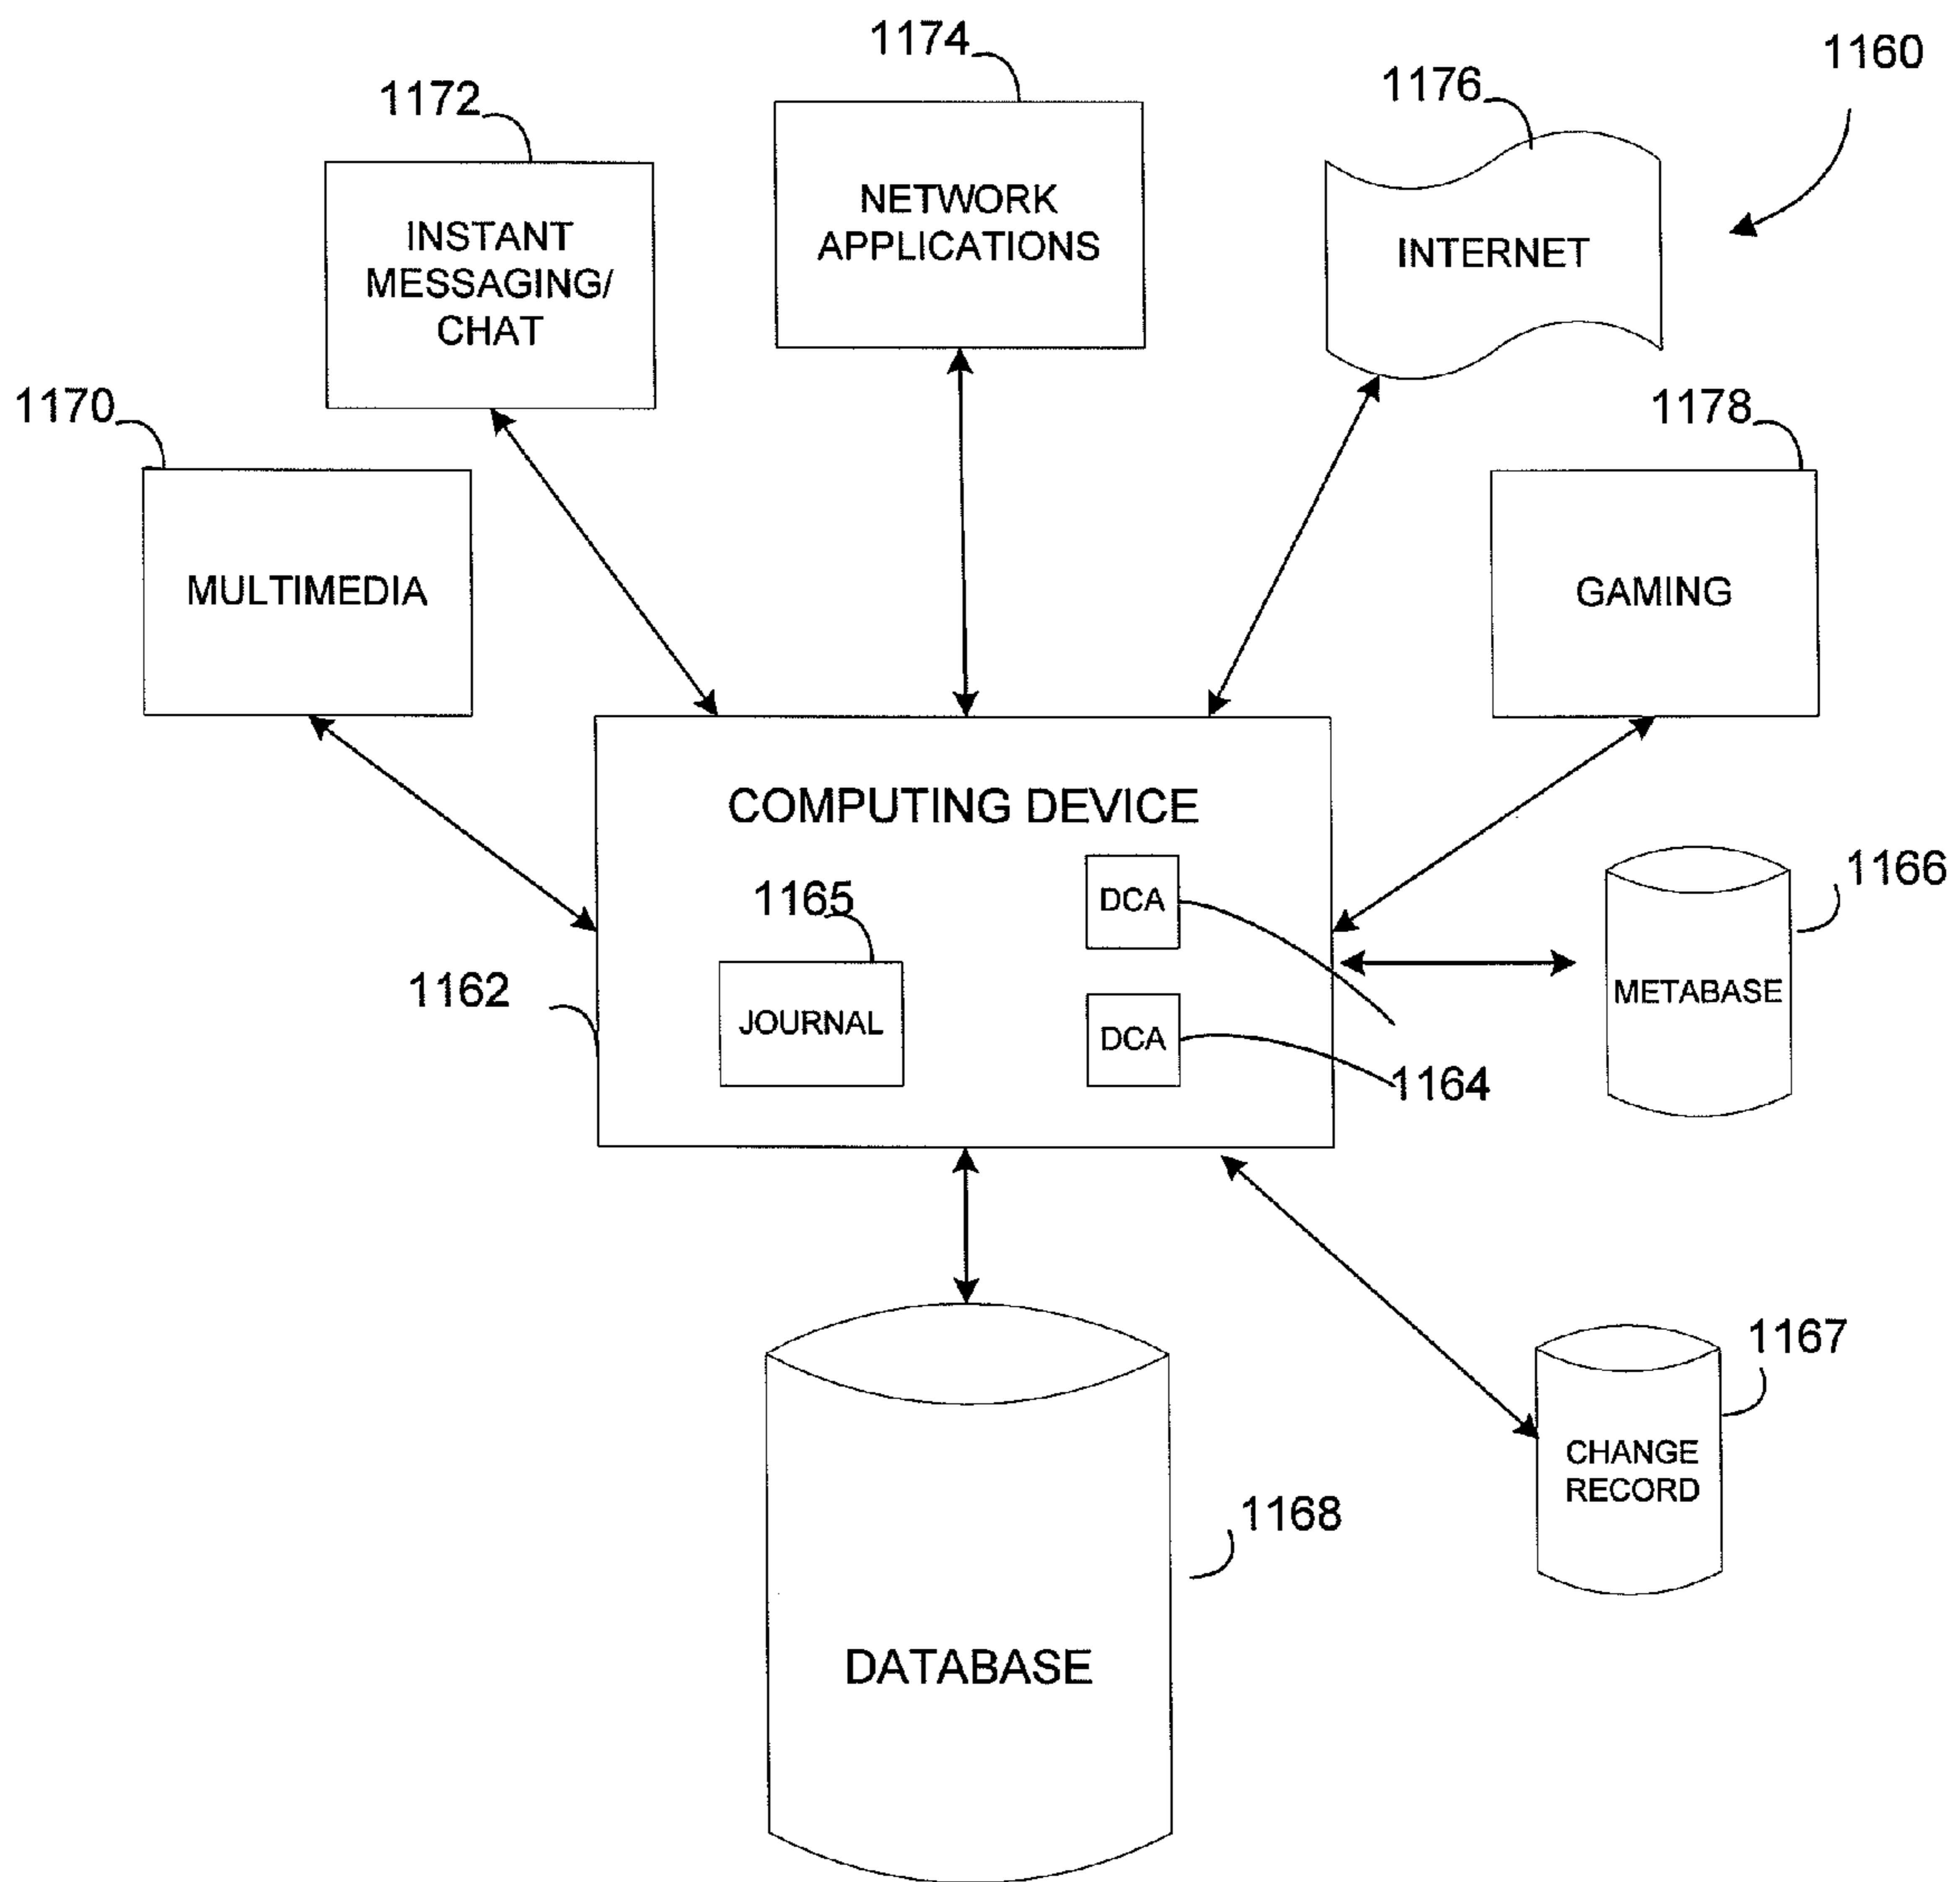 1174
1160
1176
1172
NETWORK
APPLICATIONS
INSTANT
MESSAGING/
CHAT
INTERNET
1170
1178
MULTIMEDIA
GAMING
COMPUTING DEVICE
1166
1165
DCA
METABASE
1162
JOURNAL
DCA
1164
1167
CHANGE
RECORD
1168
DATABASE